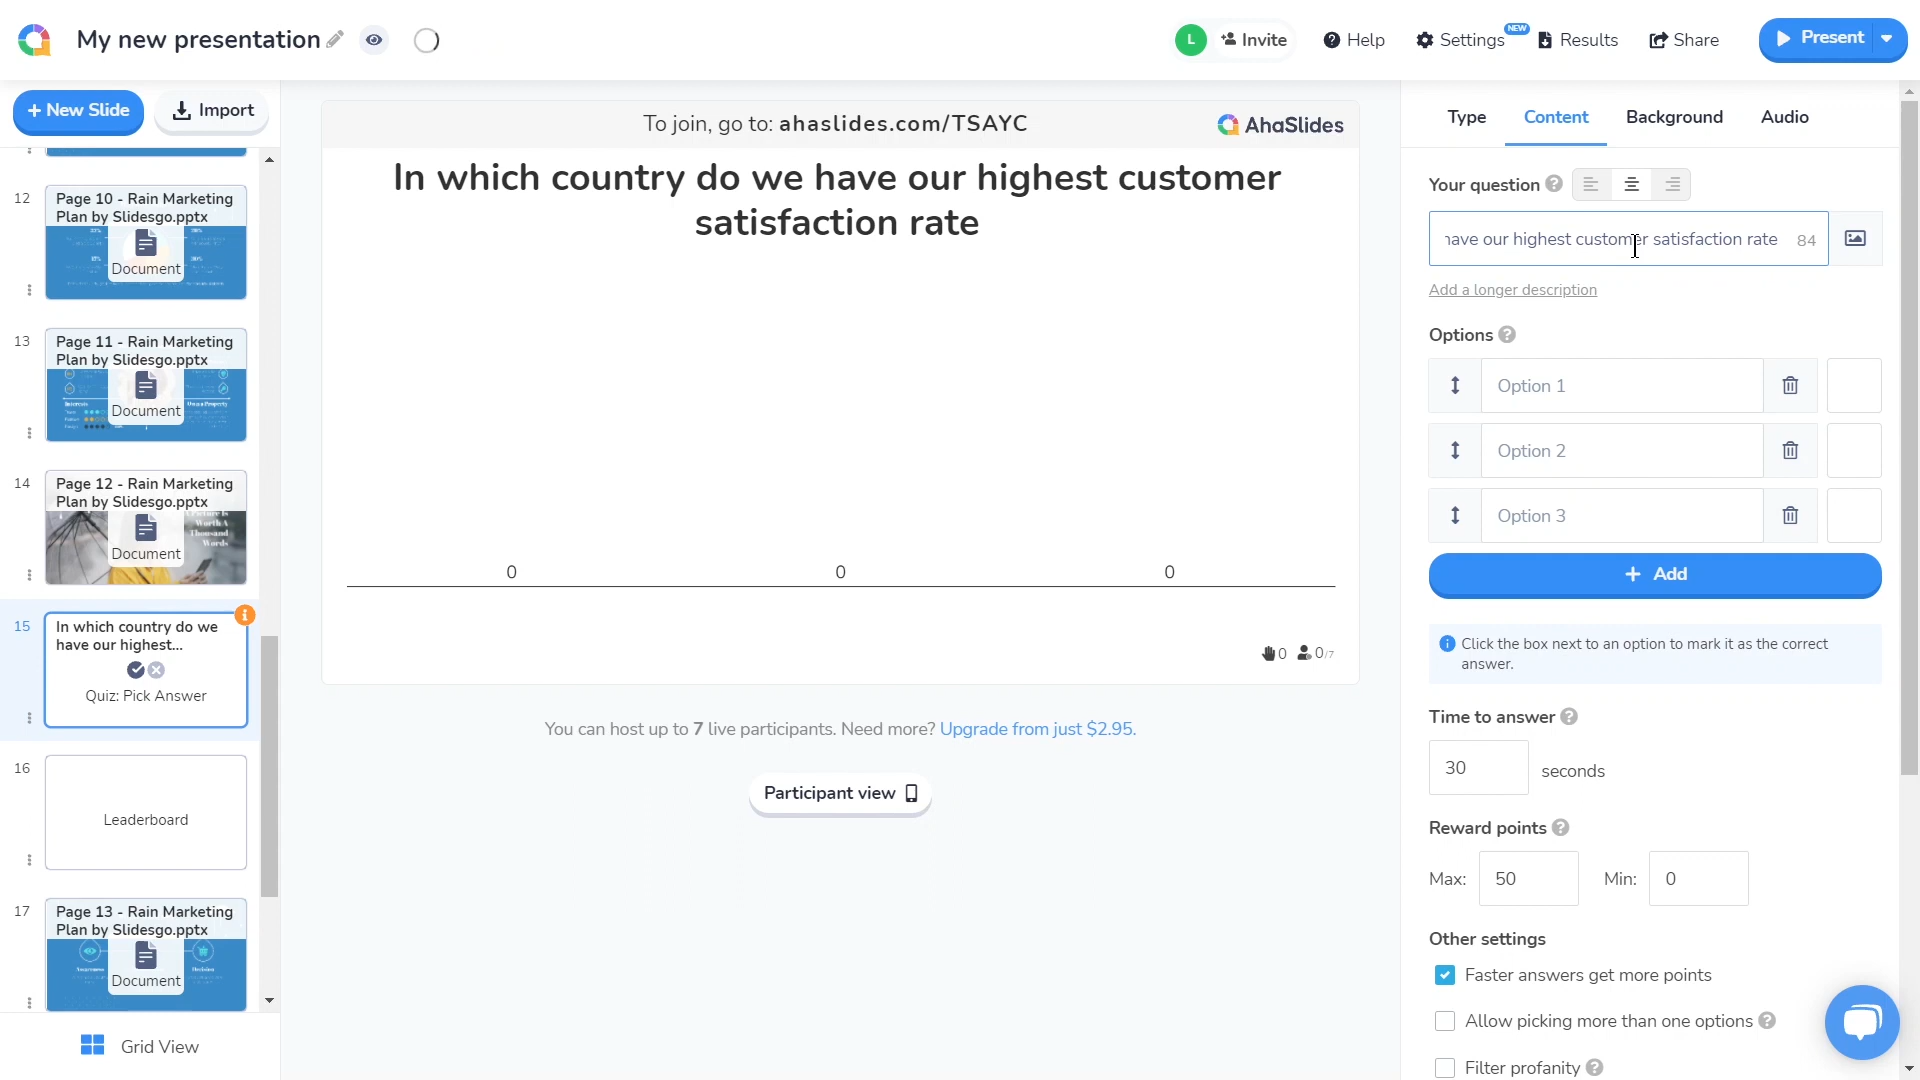 My new presentation
L
Invite
Help
Settings
NEW
Results
Share
Present
+ New Slide
Import
12
Page 10 - Rain Marketing
Plan by Slidesgo.pptx
Document
13
Page 11 - Rain Marketing
Plan by Slidesgo.pptx
Document
14
Page 12 - Rain Marketing
Plan by Slidesgo.pptx
Picture Is
Worth A
Thousand
Words
Document
15
In which country do we
have our highest...
Quiz: Pick Answer
16
Leaderboard
17
Page 13 - Rain Marketing
Plan by Slidesgo.pptx
Document
Grid View
To join, go to: ahaslides.com/TSAYC
AhaSlides
In which country do we have our highest customer
satisfaction rate
0 0 0
0 0/7
You can host up to 7 live participants. Need more? Upgrade from just $2.95.
Participant view
Type Content Background Audio
Your question
have our highest customer satisfaction rate 84
Add a longer description
Options
Option 1
Option 2
Option 3
+ Add
Click the box next to an option to mark it as the correct
answer.
Time to answer
30 seconds
Reward points
Max: 50 Min: 0
Other settings
Faster answers get more points
Allow picking more than one options
Filter profanity